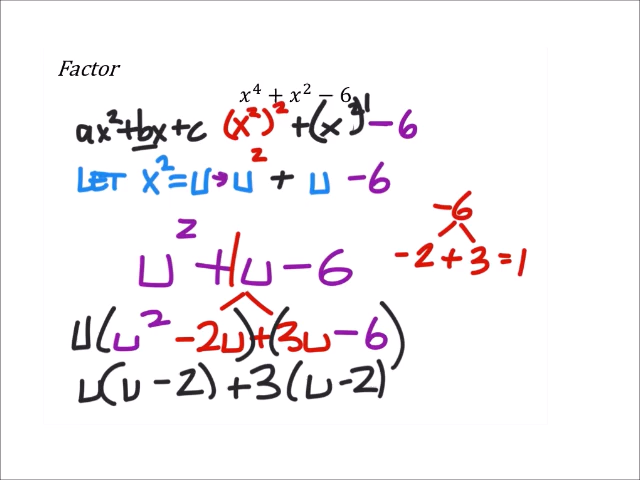 Factor
x⁴ + x² − 6
ax²+bx+c (x²)² +(x²)¹ −6
LET x²=u→u² + u −6
−6
−2+3=1
u²+1u−6
u(u²−2u)+(3u−6)
u(u−2)+3(u−2)